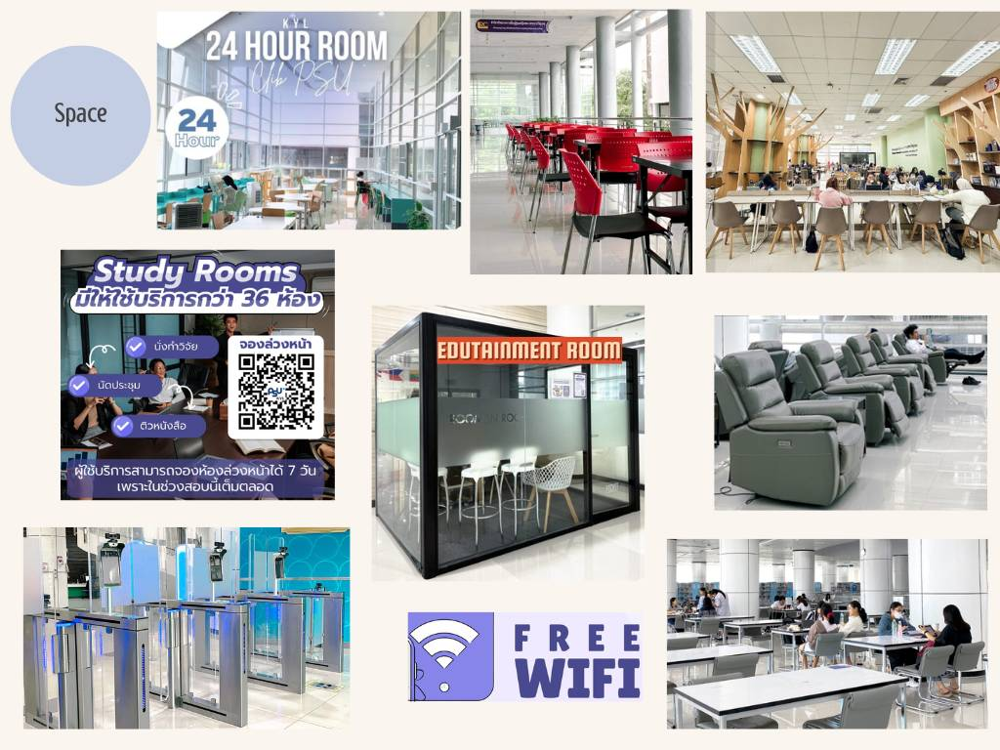 Space
KYL
24 HOUR ROOM
Clib PSU
24
Hour
Study Rooms
มีให้ใช้บริการกว่า 36 ห้อง
นั่งทำวิจัย
นัดประชุม
ติวหนังสือ
จองล่วงหน้า
PSU
ผู้ใช้บริการสามารถจองห้องล่วงหน้าได้ 7 วัน
เพราะในช่วงสอบนี้เต็มตลอด
EDUTAINMENT ROOM
FREE
WIFI